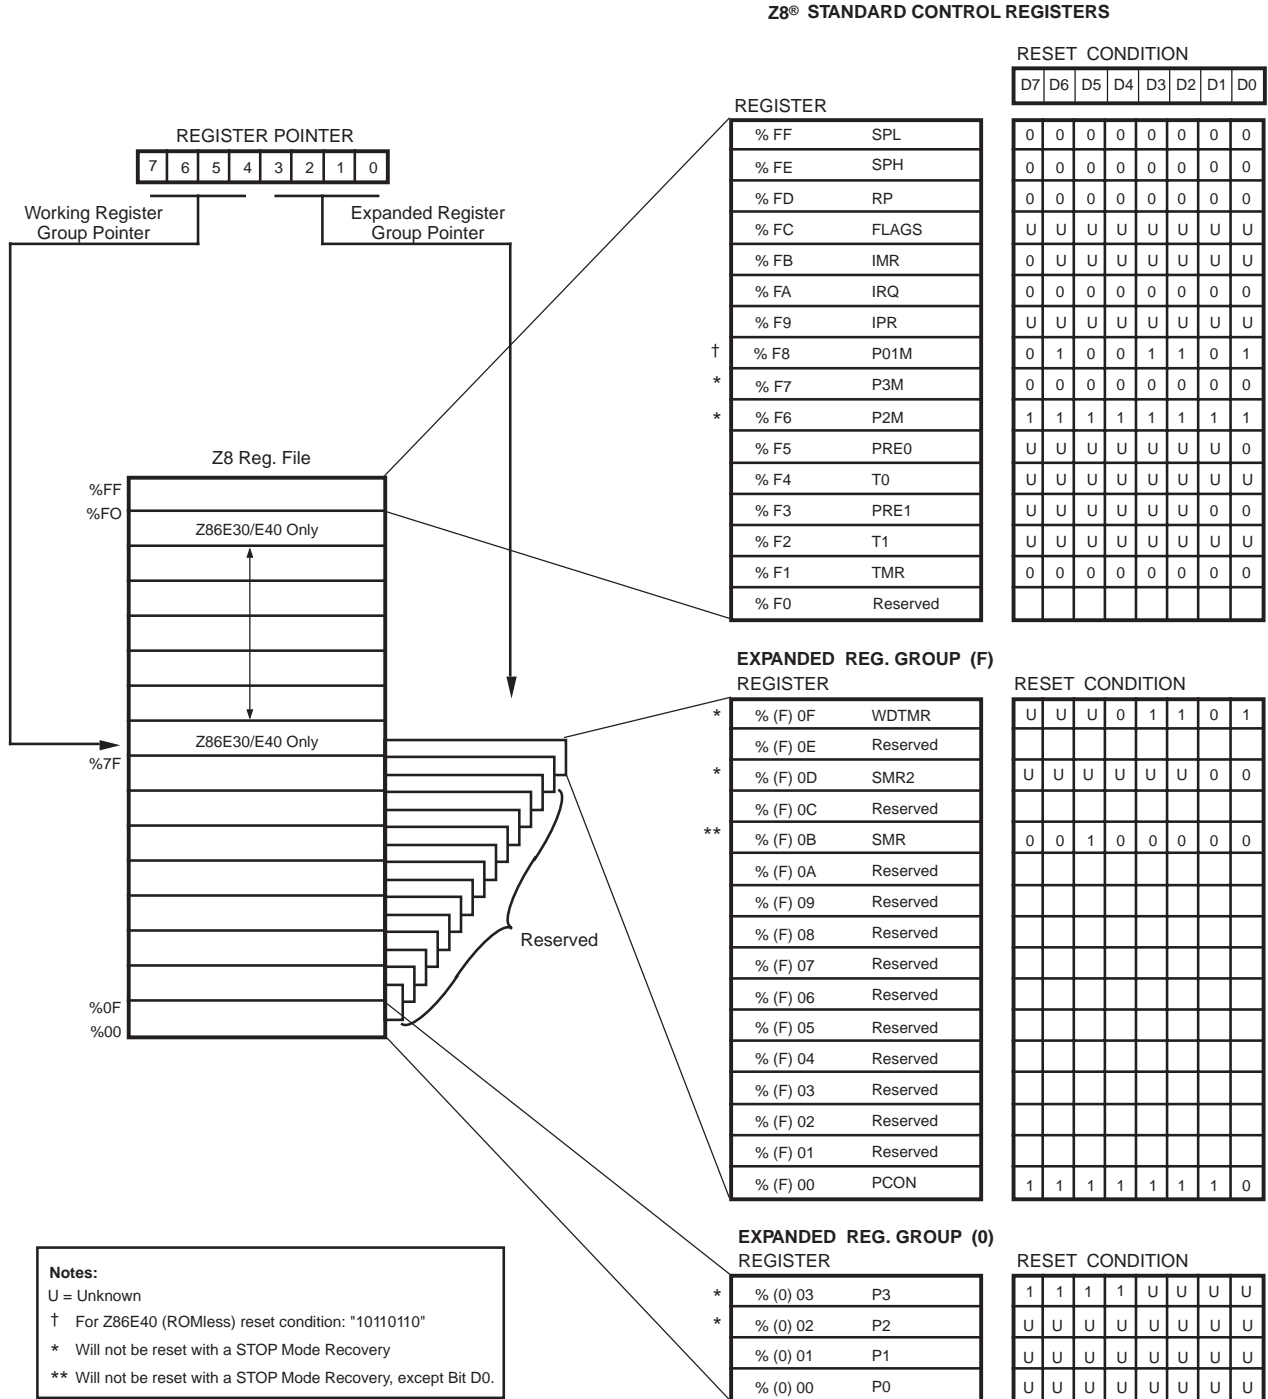 Z8® STANDARD CONTROL REGISTERS
RESET CONDITION
D7 D6 D5 D4 D3 D2 D1 D0
REGISTER
% FF SPL 0 0 0 0 0 0 0 0
% FE SPH 0 0 0 0 0 0 0 0
% FD RP 0 0 0 0 0 0 0 0
% FC FLAGS U U U U U U U U
% FB IMR 0 U U U U U U U
% FA IRQ 0 0 0 0 0 0 0 0
% F9 IPR U U U U U U U U
† % F8 P01M 0 1 0 0 1 1 0 1
* % F7 P3M 0 0 0 0 0 0 0 0
* % F6 P2M 1 1 1 1 1 1 1 1
% F5 PRE0 U U U U U U U 0
% F4 T0 U U U U U U U U
% F3 PRE1 U U U U U U 0 0
% F2 T1 U U U U U U U U
% F1 TMR 0 0 0 0 0 0 0 0
% F0 Reserved
REGISTER POINTER
7 6 5 4 3 2 1 0
Working Register
Group Pointer
Expanded Register
Group Pointer
Z8 Reg. File
%FF
%FO
Z86E30/E40 Only
Z86E30/E40 Only
%7F
Reserved
%0F
%00
EXPANDED REG. GROUP (F)
REGISTER RESET CONDITION
* % (F) 0F WDTMR U U U 0 1 1 0 1
% (F) 0E Reserved
* % (F) 0D SMR2 U U U U U U 0 0
% (F) 0C Reserved
** % (F) 0B SMR 0 0 1 0 0 0 0 0
% (F) 0A Reserved
% (F) 09 Reserved
% (F) 08 Reserved
% (F) 07 Reserved
% (F) 06 Reserved
% (F) 05 Reserved
% (F) 04 Reserved
% (F) 03 Reserved
% (F) 02 Reserved
% (F) 01 Reserved
% (F) 00 PCON 1 1 1 1 1 1 1 0
EXPANDED REG. GROUP (0)
REGISTER RESET CONDITION
* % (0) 03 P3 1 1 1 1 U U U U
* % (0) 02 P2 U U U U U U U U
% (0) 01 P1 U U U U U U U U
% (0) 00 P0 U U U U U U U U
Notes:
U = Unknown
† For Z86E40 (ROMless) reset condition: "10110110"
* Will not be reset with a STOP Mode Recovery
** Will not be reset with a STOP Mode Recovery, except Bit D0.